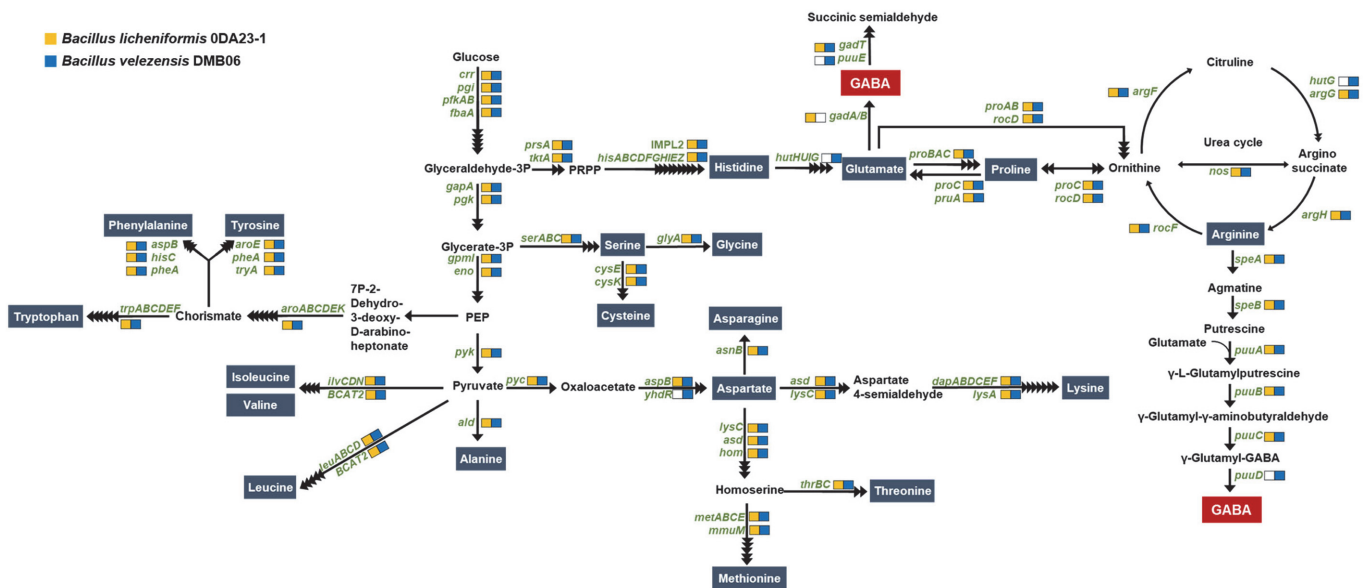 Bacillus licheniformis 0DA23-1
Bacillus velezensis DMB06
Glucose
crr
pgi
pfkAB
fbaA
Glyceraldehyde-3P
prsA
tktA
PRPP
IMPL2
hisABCDFGHIEZ
Histidine
hutHUIG
Glutamate
gadA/B
GABA
gadT
puuE
Succinic semialdehyde
proBAC
proC
pruA
Proline
proAB
rocD
proC
rocD
Ornithine
argF
Citruline
hutG
argG
Urea cycle
nos
Argino
succinate
argH
Arginine
rocF
speA
Agmatine
speB
Putrescine
Glutamate
puuA
γ-L-Glutamylputrescine
puuB
γ-Glutamyl-γ-aminobutyraldehyde
puuC
γ-Glutamyl-GABA
puuD
GABA
gapA
pgk
Glycerate-3P
serABC
Serine
glyA
Glycine
cysE
cysK
Cysteine
gpmI
eno
PEP
7P-2-
Dehydro-
3-deoxy-
D-arabino-
heptonate
aroABCDEK
Chorismate
Phenylalanine
aspB
hisC
pheA
Tyrosine
aroE
pheA
tryA
trpABCDEF
Tryptophan
pyk
Pyruvate
ilvCDN
BCAT2
Isoleucine
Valine
leuABCD
BCAT2
Leucine
ald
Alanine
pyc
Oxaloacetate
aspB
yhdR
Aspartate
asnB
Asparagine
asd
lysC
Aspartate
4-semialdehyde
dapABDCEF
lysA
Lysine
lysC
asd
hom
Homoserine
thrBC
Threonine
metABCE
mmuM
Methionine